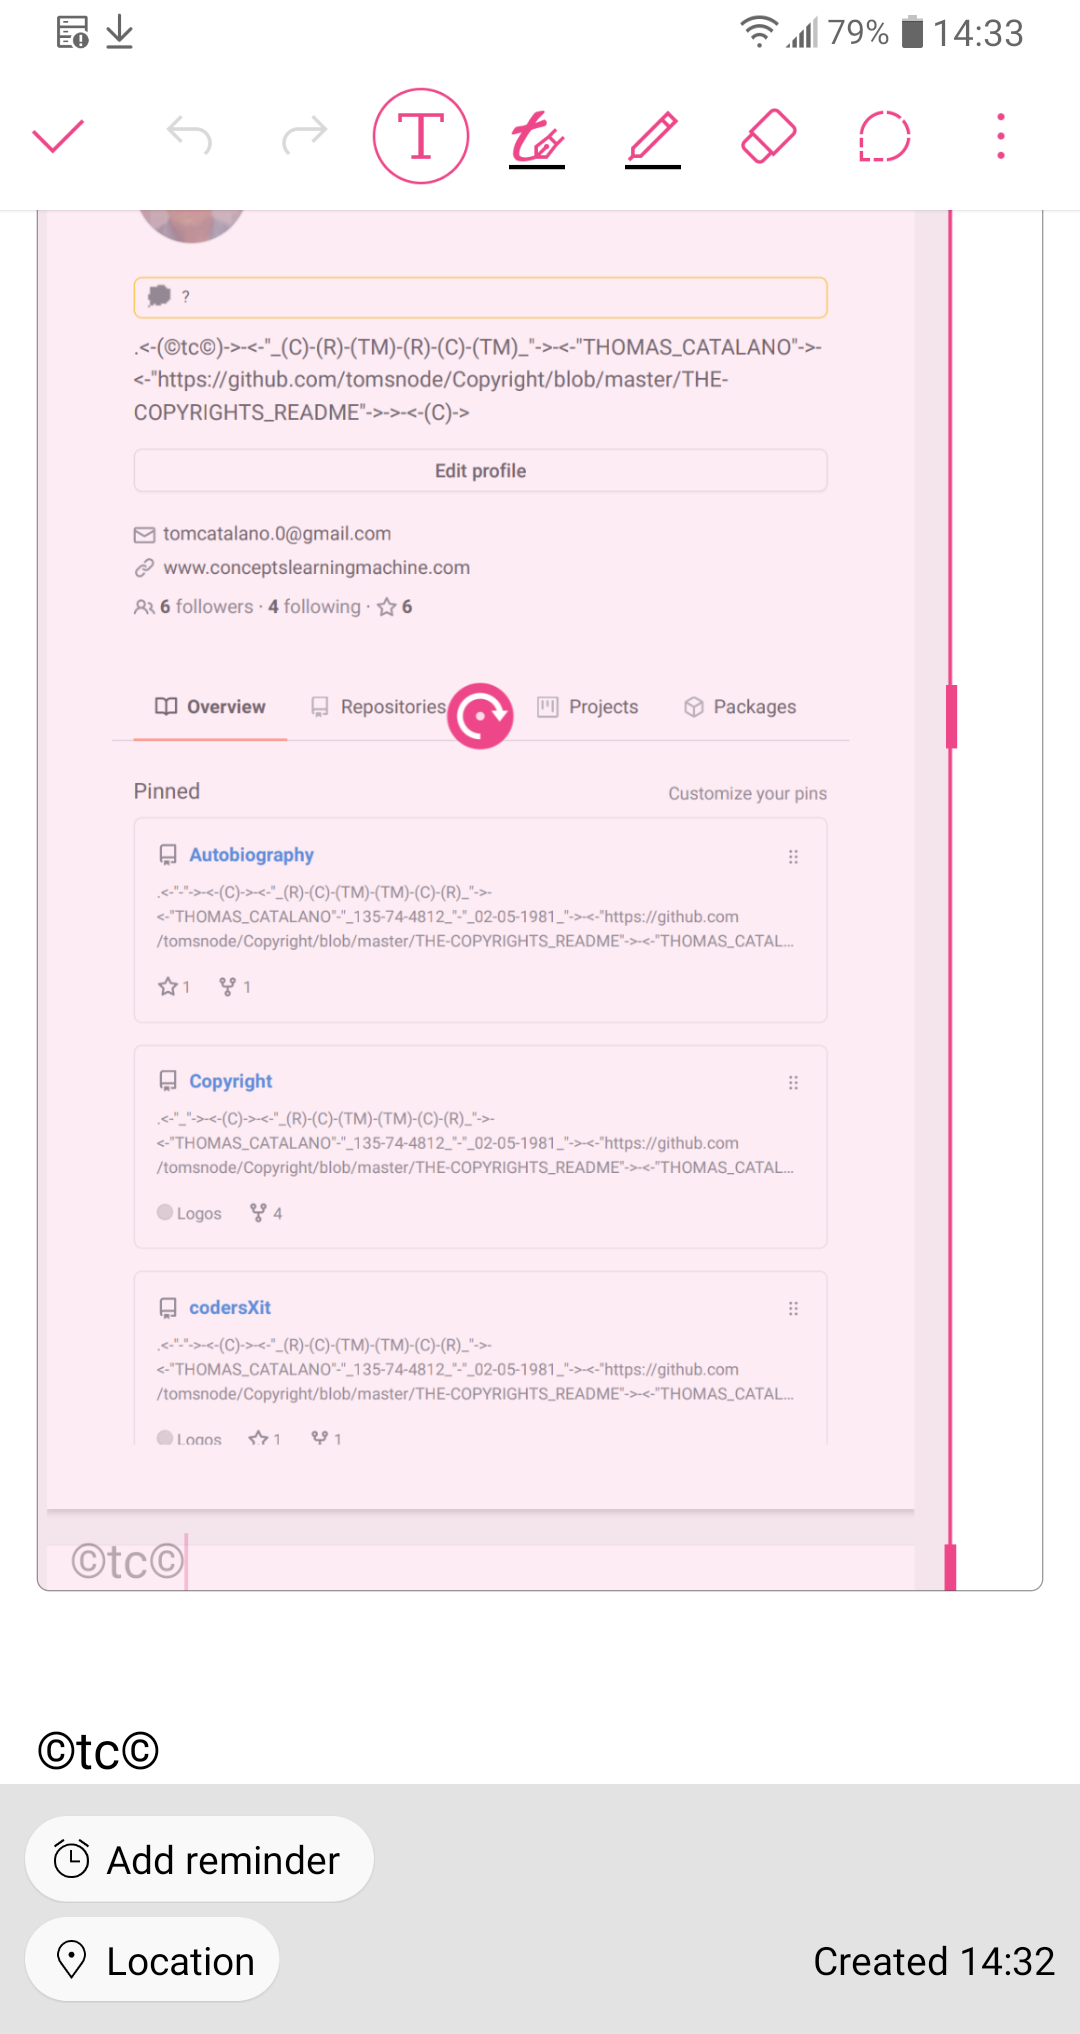 79% 14:33
T
?
.<-(©tc©)->-<-"_(C)-(R)-(TM)-(R)-(C)-(TM)_"->-<-"THOMAS_CATALANO"->-
<-"https://github.com/tomsnode/Copyright/blob/master/THE-
COPYRIGHTS_README"->->-<-(C)->
Edit profile
tomcatalano.0@gmail.com
www.conceptslearningmachine.com
6 followers · 4 following · 6
Overview Repositories Projects Packages
Pinned Customize your pins
Autobiography
.<-"-"->-<-(C)->-<-"_(R)-(C)-(TM)-(TM)-(C)-(R)_"->-
<-"THOMAS_CATALANO"-"_135-74-4812_"-"_02-05-1981_"->-<-"https://github.com
/tomsnode/Copyright/blob/master/THE-COPYRIGHTS_README"->-<-"THOMAS_CATAL...
1 1
Copyright
.<-"_"->-<-(C)->-<-"_(R)-(C)-(TM)-(TM)-(C)-(R)_"->-
<-"THOMAS_CATALANO"-"_135-74-4812_"-"_02-05-1981_"->-<-"https://github.com
/tomsnode/Copyright/blob/master/THE-COPYRIGHTS_README"->-<-"THOMAS_CATAL...
Logos 4
codersXit
.<-"-"->-<-(C)->-<-"_(R)-(C)-(TM)-(TM)-(C)-(R)_"->-
<-"THOMAS_CATALANO"-"_135-74-4812_"-"_02-05-1981_"->-<-"https://github.com
/tomsnode/Copyright/blob/master/THE-COPYRIGHTS_README"->-<-"THOMAS_CATAL...
Logos 1 1
©tc©
©tc©
Add reminder
Location Created 14:32